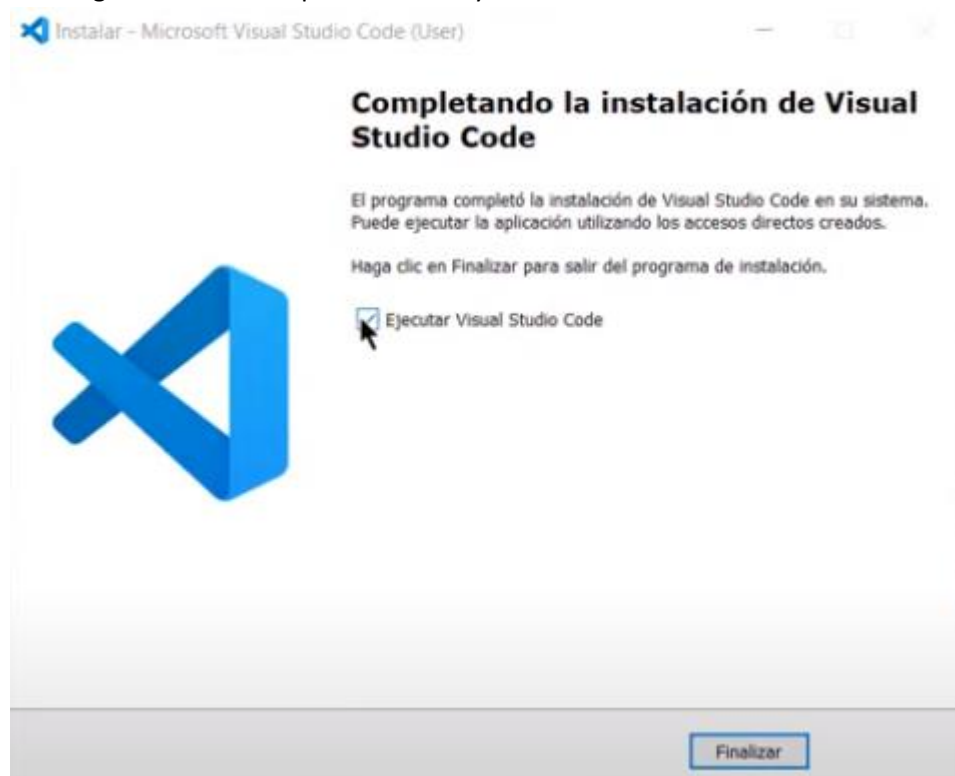 Instalar - Microsoft Visual Studio Code (User)
Completando la instalación de Visual
Studio Code
El programa completó la instalación de Visual Studio Code en su sistema.
Puede ejecutar la aplicación utilizando los accesos directos creados.
Haga clic en Finalizar para salir del programa de instalación.
Ejecutar Visual Studio Code
Finalizar